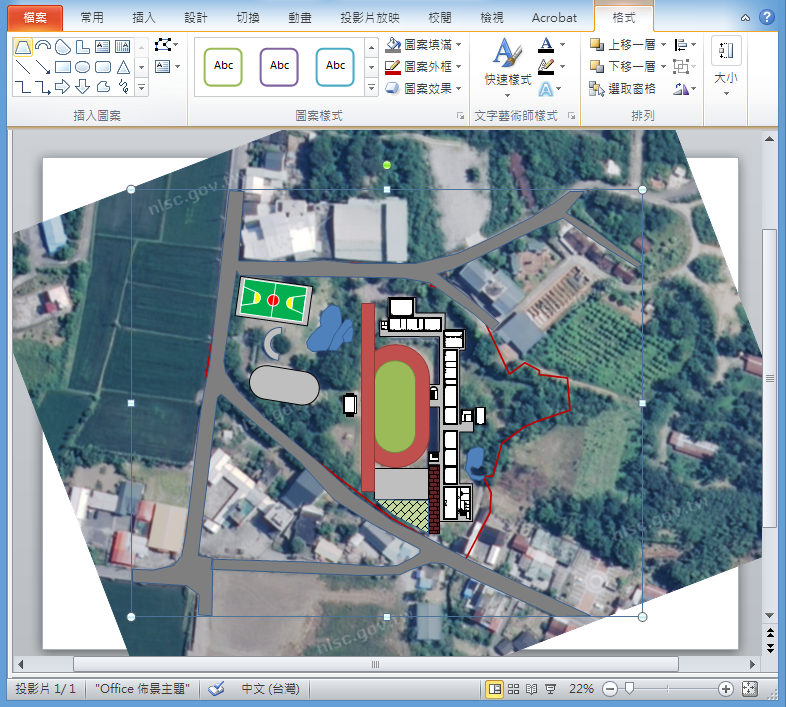 檔案 常用 插入 設計 切換 動畫 投影片放映 校閱 檢視 Acrobat 格式
Abc Abc Abc
圖案填滿
圖案外框
圖案效果
快速樣式
上移一層
下移一層
選取窗格
大小
插入圖案 圖案樣式 文字藝術師樣式 排列
nlsc.gov.tw
nlsc.gov
投影片 1/1 "Office 佈景主題" 中文 (台灣) 22%